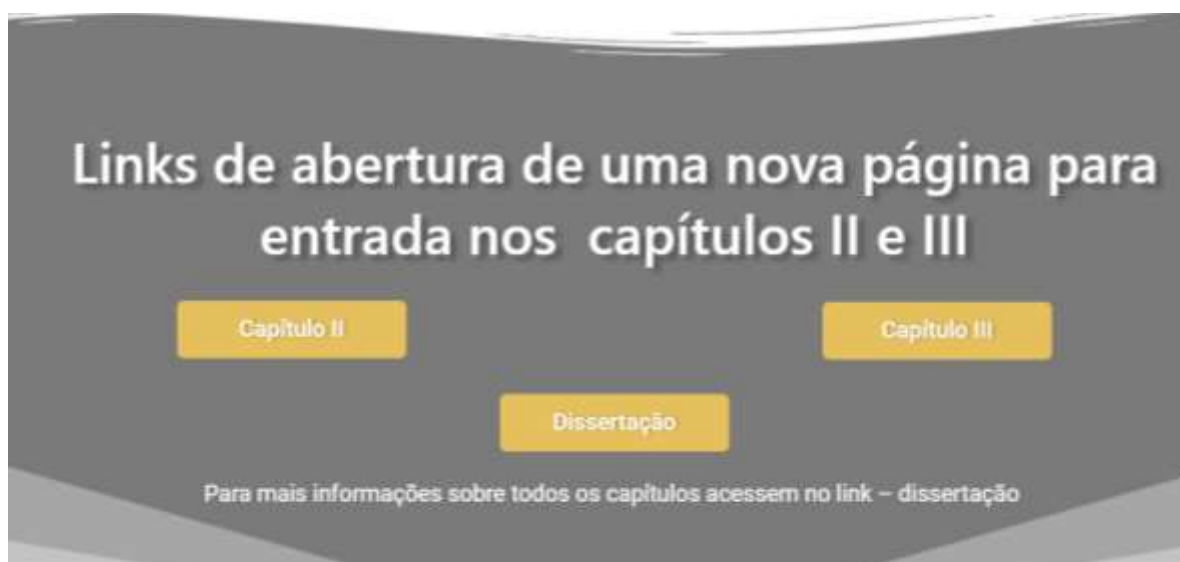 Links de abertura de uma nova página para
entrada nos capítulos II e III
Capítulo II
Capítulo III
Dissertação
Para mais informações sobre todos os capítulos acessem no link – dissertação